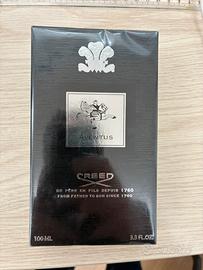 AVENTUS
CREED
DE PÈRE EN FILS DEPUIS 1760
FROM FATHER TO SON SINCE 1760
100 ML 3.3 FL.OZ.